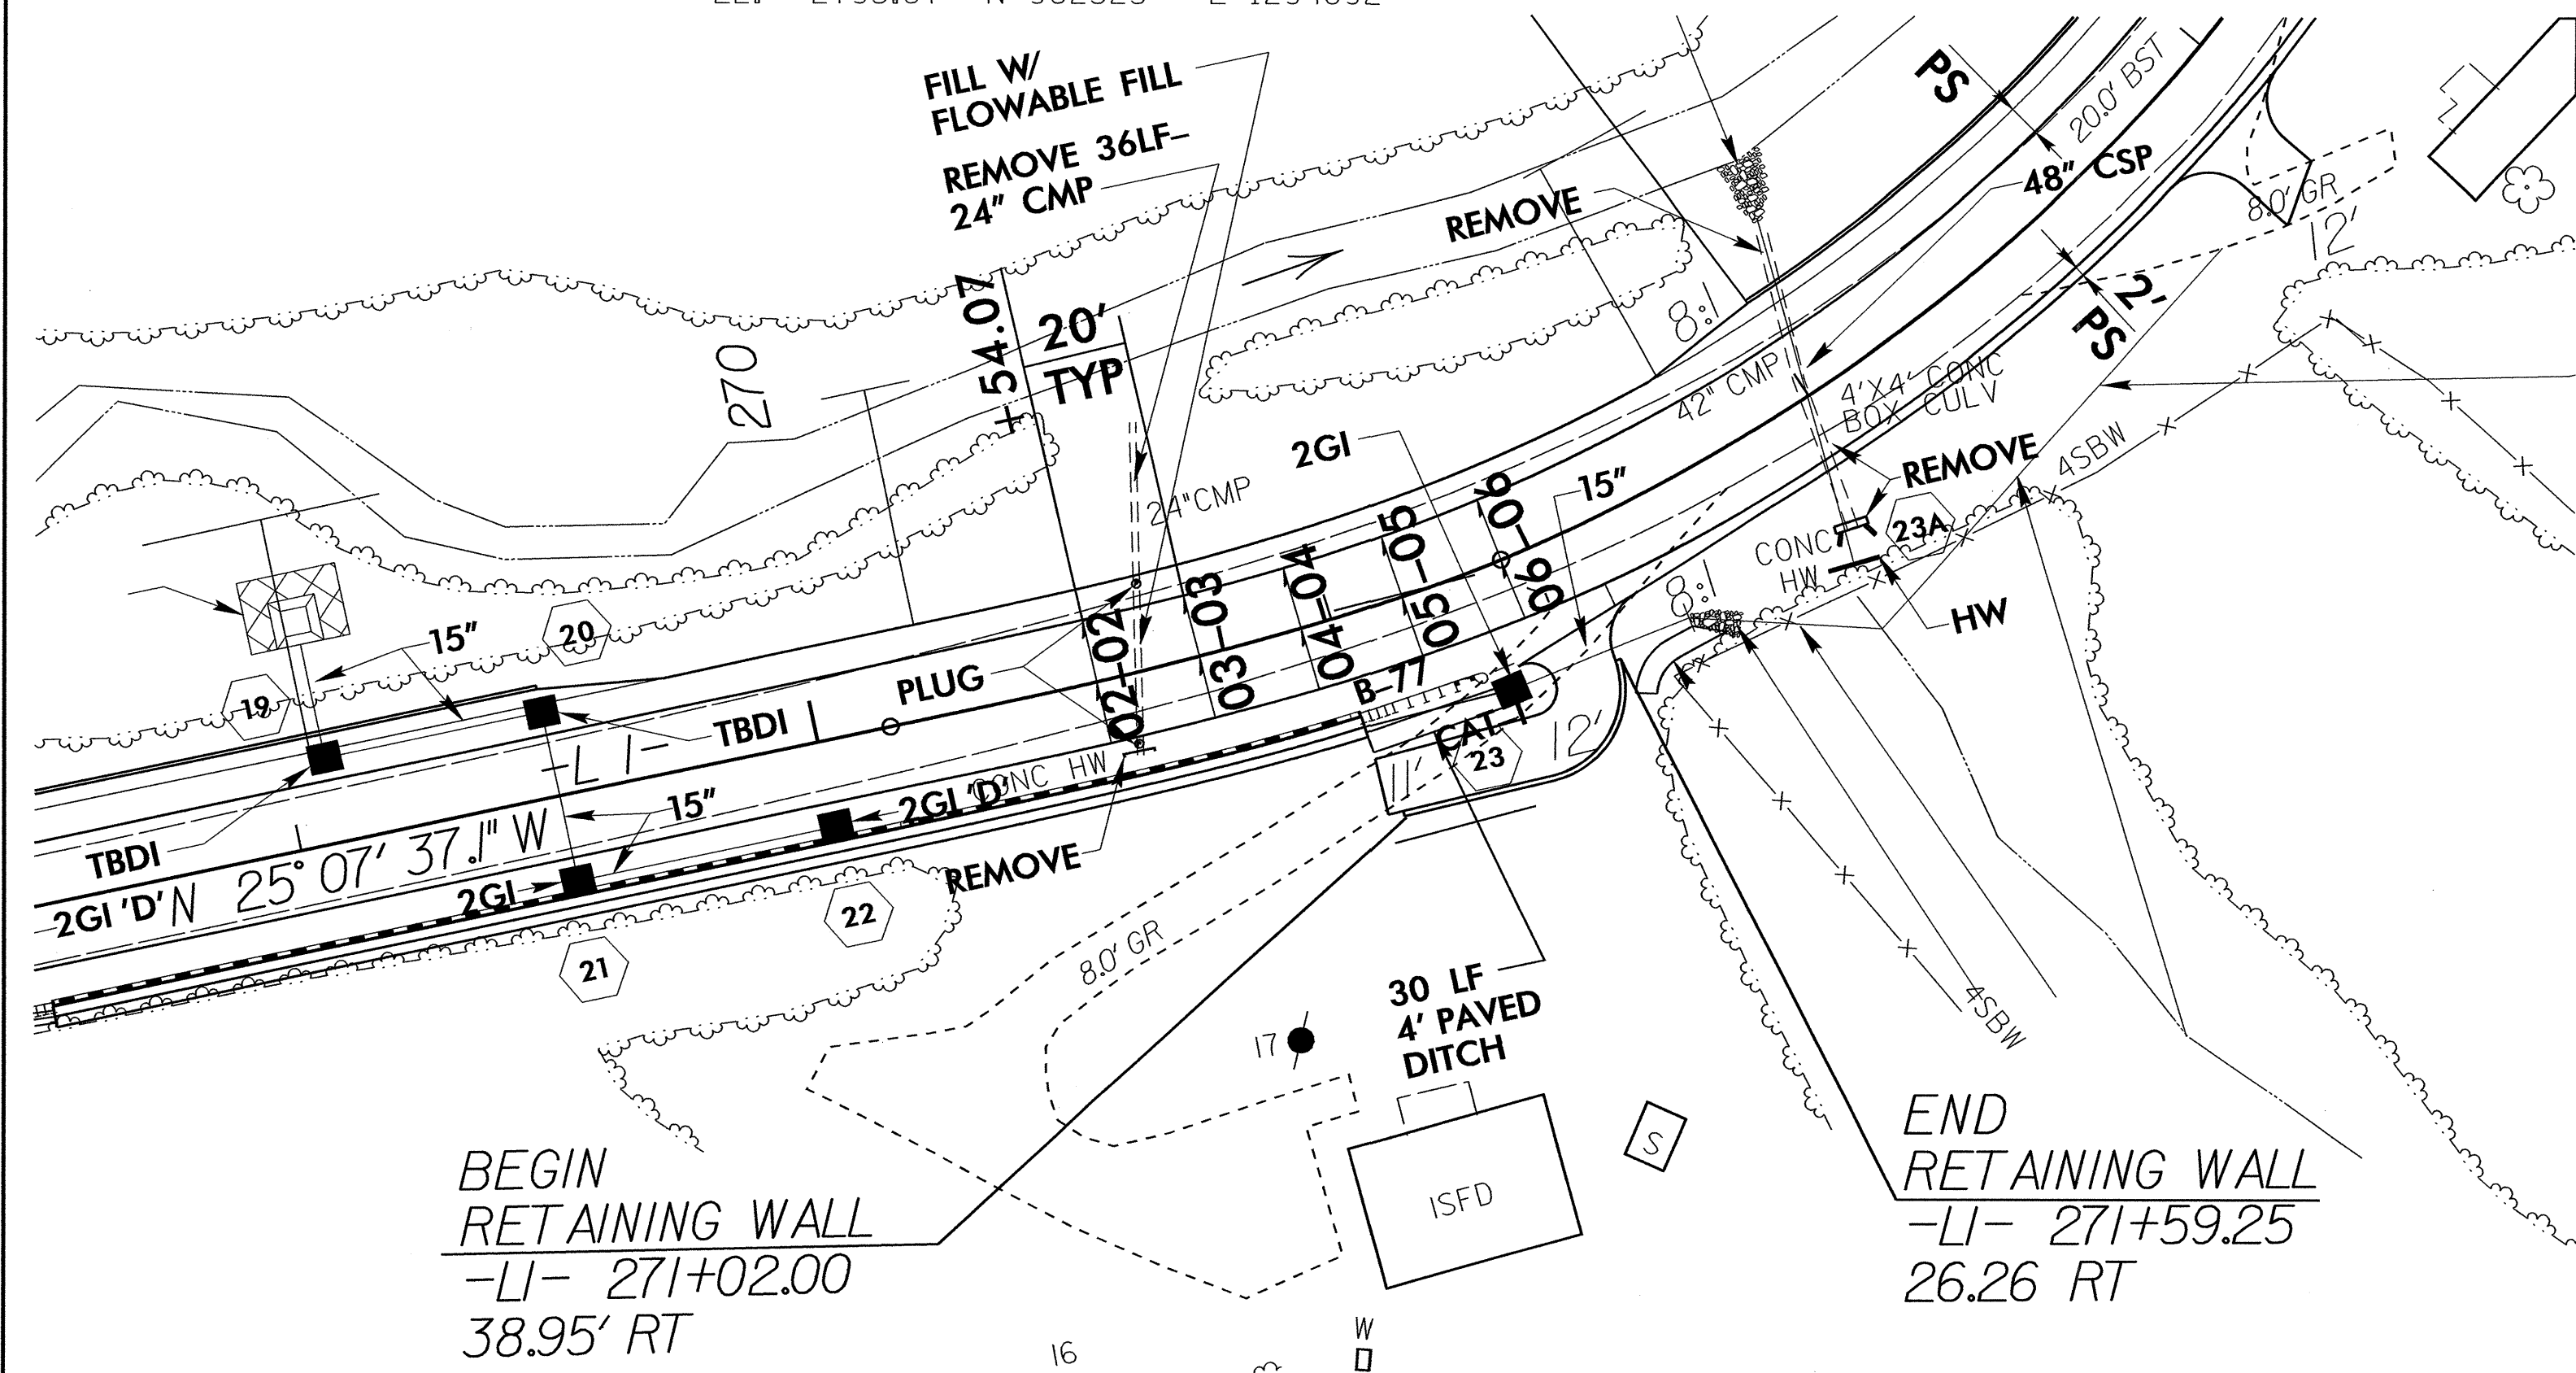 FILL W/
FLOWABLE FILL
REMOVE 36LF-
24" CMP
+54.07
20'
TYP
270
24"CMP
REMOVE
PS
20.0' BST
48" CSP
8.0' GR
12'
2'
PS
8:1
42" CMP
4'X4' CONC
BOX CULV
REMOVE
4SBW
23A
CONC
HW
HW
8:1
2GI
15"
02-02
03-03
04-04
05-05
06-06
PLUG
B-77
CAT 1
23
12'
11'
20
15"
19
TBDI
-L 1-
TBDI
2GI 'D'
N 25° 07' 37.1" W
2GI
15"
2GI 'D'
CONC HW
REMOVE
22
21
8.0' GR
30 LF
4' PAVED
DITCH
17
4SBW
S
ISFD
BEGIN
RETAINING WALL
-L1- 271+02.00
38.95' RT
END
RETAINING WALL
-L1- 271+59.25
26.26 RT
16
W